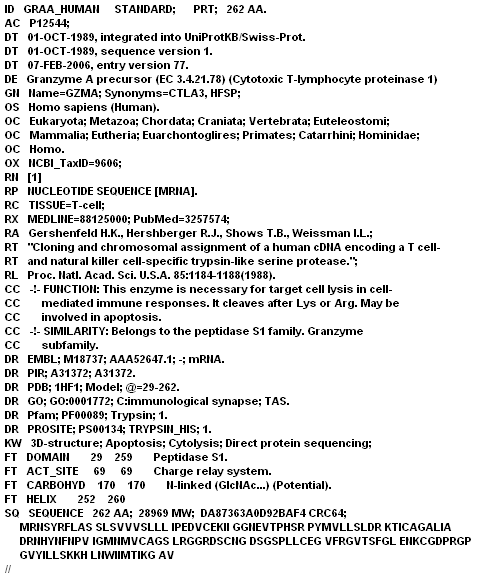 ID   GRAA_HUMAN     STANDARD;     PRT;   262 AA.
AC   P12544;
DT   01-OCT-1989, integrated into UniProtKB/Swiss-Prot.
DT   01-OCT-1989, sequence version 1.
DT   07-FEB-2006, entry version 77.
DE   Granzyme A precursor (EC 3.4.21.78) (Cytotoxic T-lymphocyte proteinase 1)
GN   Name=GZMA; Synonyms=CTLA3, HFSP;
OS   Homo sapiens (Human).
OC   Eukaryota; Metazoa; Chordata; Craniata; Vertebrata; Euteleostomi;
OC   Mammalia; Eutheria; Euarchontoglires; Primates; Catarrhini; Hominidae;
OC   Homo.
OX   NCBI_TaxID=9606;
RN   [1]
RP   NUCLEOTIDE SEQUENCE [MRNA].
RC   TISSUE=T-cell;
RX   MEDLINE=88125000; PubMed=3257574;
RA   Gershenfeld H.K., Hershberger R.J., Shows T.B., Weissman I.L.;
RT   "Cloning and chromosomal assignment of a human cDNA encoding a T cell-
RT   and natural killer cell-specific trypsin-like serine protease.";
RL   Proc. Natl. Acad. Sci. U.S.A. 85:1184-1188(1988).
CC   -!- FUNCTION: This enzyme is necessary for target cell lysis in cell-
CC       mediated immune responses. It cleaves after Lys or Arg. May be
CC       involved in apoptosis.
CC   -!- SIMILARITY: Belongs to the peptidase S1 family. Granzyme
CC       subfamily.
DR   EMBL; M18737; AAA52647.1; -; mRNA.
DR   PIR; A31372; A31372.
DR   PDB; 1HF1; Model; @=29-262.
DR   GO; GO:0001772; C:immunological synapse; TAS.
DR   Pfam; PF00089; Trypsin; 1.
DR   PROSITE; PS00134; TRYPSIN_HIS; 1.
KW   3D-structure; Apoptosis; Cytolysis; Direct protein sequencing;
FT   DOMAIN     29   259     Peptidase S1.
FT   ACT_SITE    69   69     Charge relay system.
FT   CARBOHYD   170   170    N-linked (GlcNAc...) (Potential).
FT   HELIX     252   260
SQ   SEQUENCE   262 AA;  28969 MW;  DA87363A0D92BAF4 CRC64;
MRNSYRFLAS SLSVVVSLLL IPEDVCEKII GGNEVTPHSR PYMVLLSLDR KTICAGALIA
DRNHYNFNPV IGMNMVCAGS LRGGRDSCNG DSGSPLLCEG VFRGVTSFGL ENKCGDPRGP
GVYILLSKKH LNWIIMTIKG AV
//